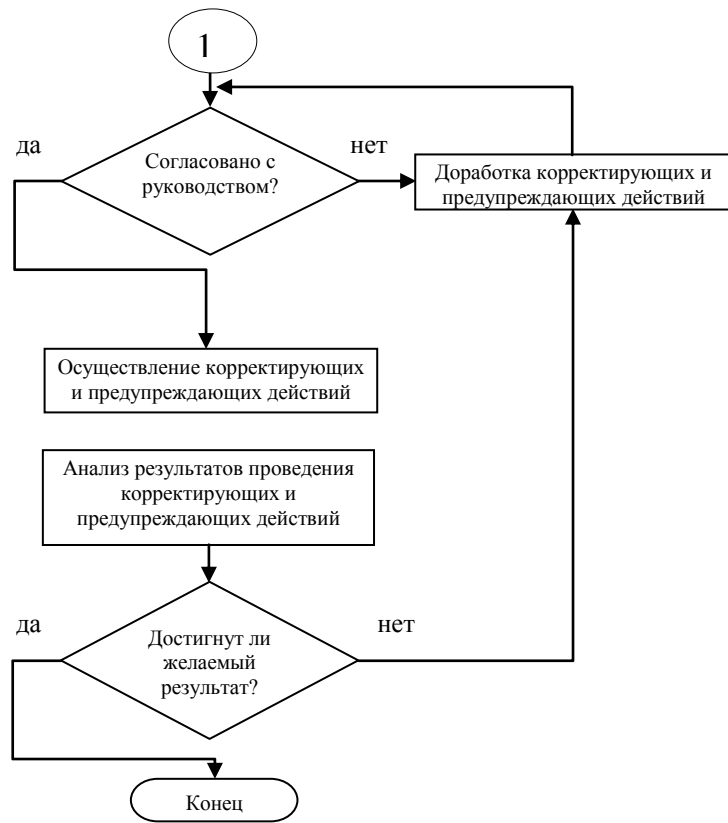 1
да
Согласовано с
руководством?
нет
Доработка корректирующих и
предупреждающих действий
Осуществление корректирующих
и предупреждающих действий
Анализ результатов проведения
корректирующих и
предупреждающих действий
да
Достигнут ли
желаемый
результат?
нет
Конец